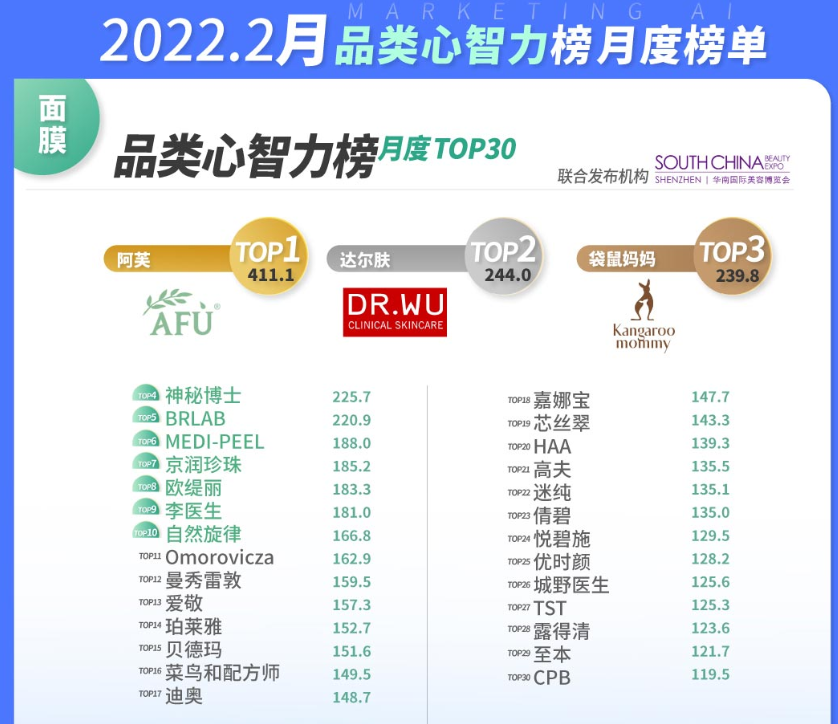 MARKETING AI
2022.2月品类心智力榜月度榜单
面膜
品类心智力榜月度TOP30
联合发布机构
SOUTH CHINA BEAUTY EXPO
SHENZHEN | 华南国际美容博览会
阿芙 TOP1 411.1
达尔肤 TOP2 244.0
袋鼠妈妈 TOP3 239.8
AFU®
DR.WU
CLINICAL SKINCARE
Kangaroo mommy
TOP4 神秘博士 225.7
TOP5 BRLAB 220.9
TOP6 MEDI-PEEL 188.0
TOP7 京润珍珠 185.2
TOP8 欧缇丽 183.3
TOP9 李医生 181.0
TOP10 自然旋律 166.8
TOP11 Omorovicza 162.9
TOP12 曼秀雷敦 159.5
TOP13 爱敬 157.3
TOP14 珀莱雅 152.7
TOP15 贝德玛 151.6
TOP16 菜鸟和配方师 149.5
TOP17 迪奥 148.7
TOP18 嘉娜宝 147.7
TOP19 芯丝翠 143.3
TOP20 HAA 139.3
TOP21 高夫 135.5
TOP22 迷纯 135.1
TOP23 倩碧 135.0
TOP24 悦碧施 129.5
TOP25 优时颜 128.2
TOP26 城野医生 125.6
TOP27 TST 125.3
TOP28 露得清 123.6
TOP29 至本 121.7
TOP30 CPB 119.5